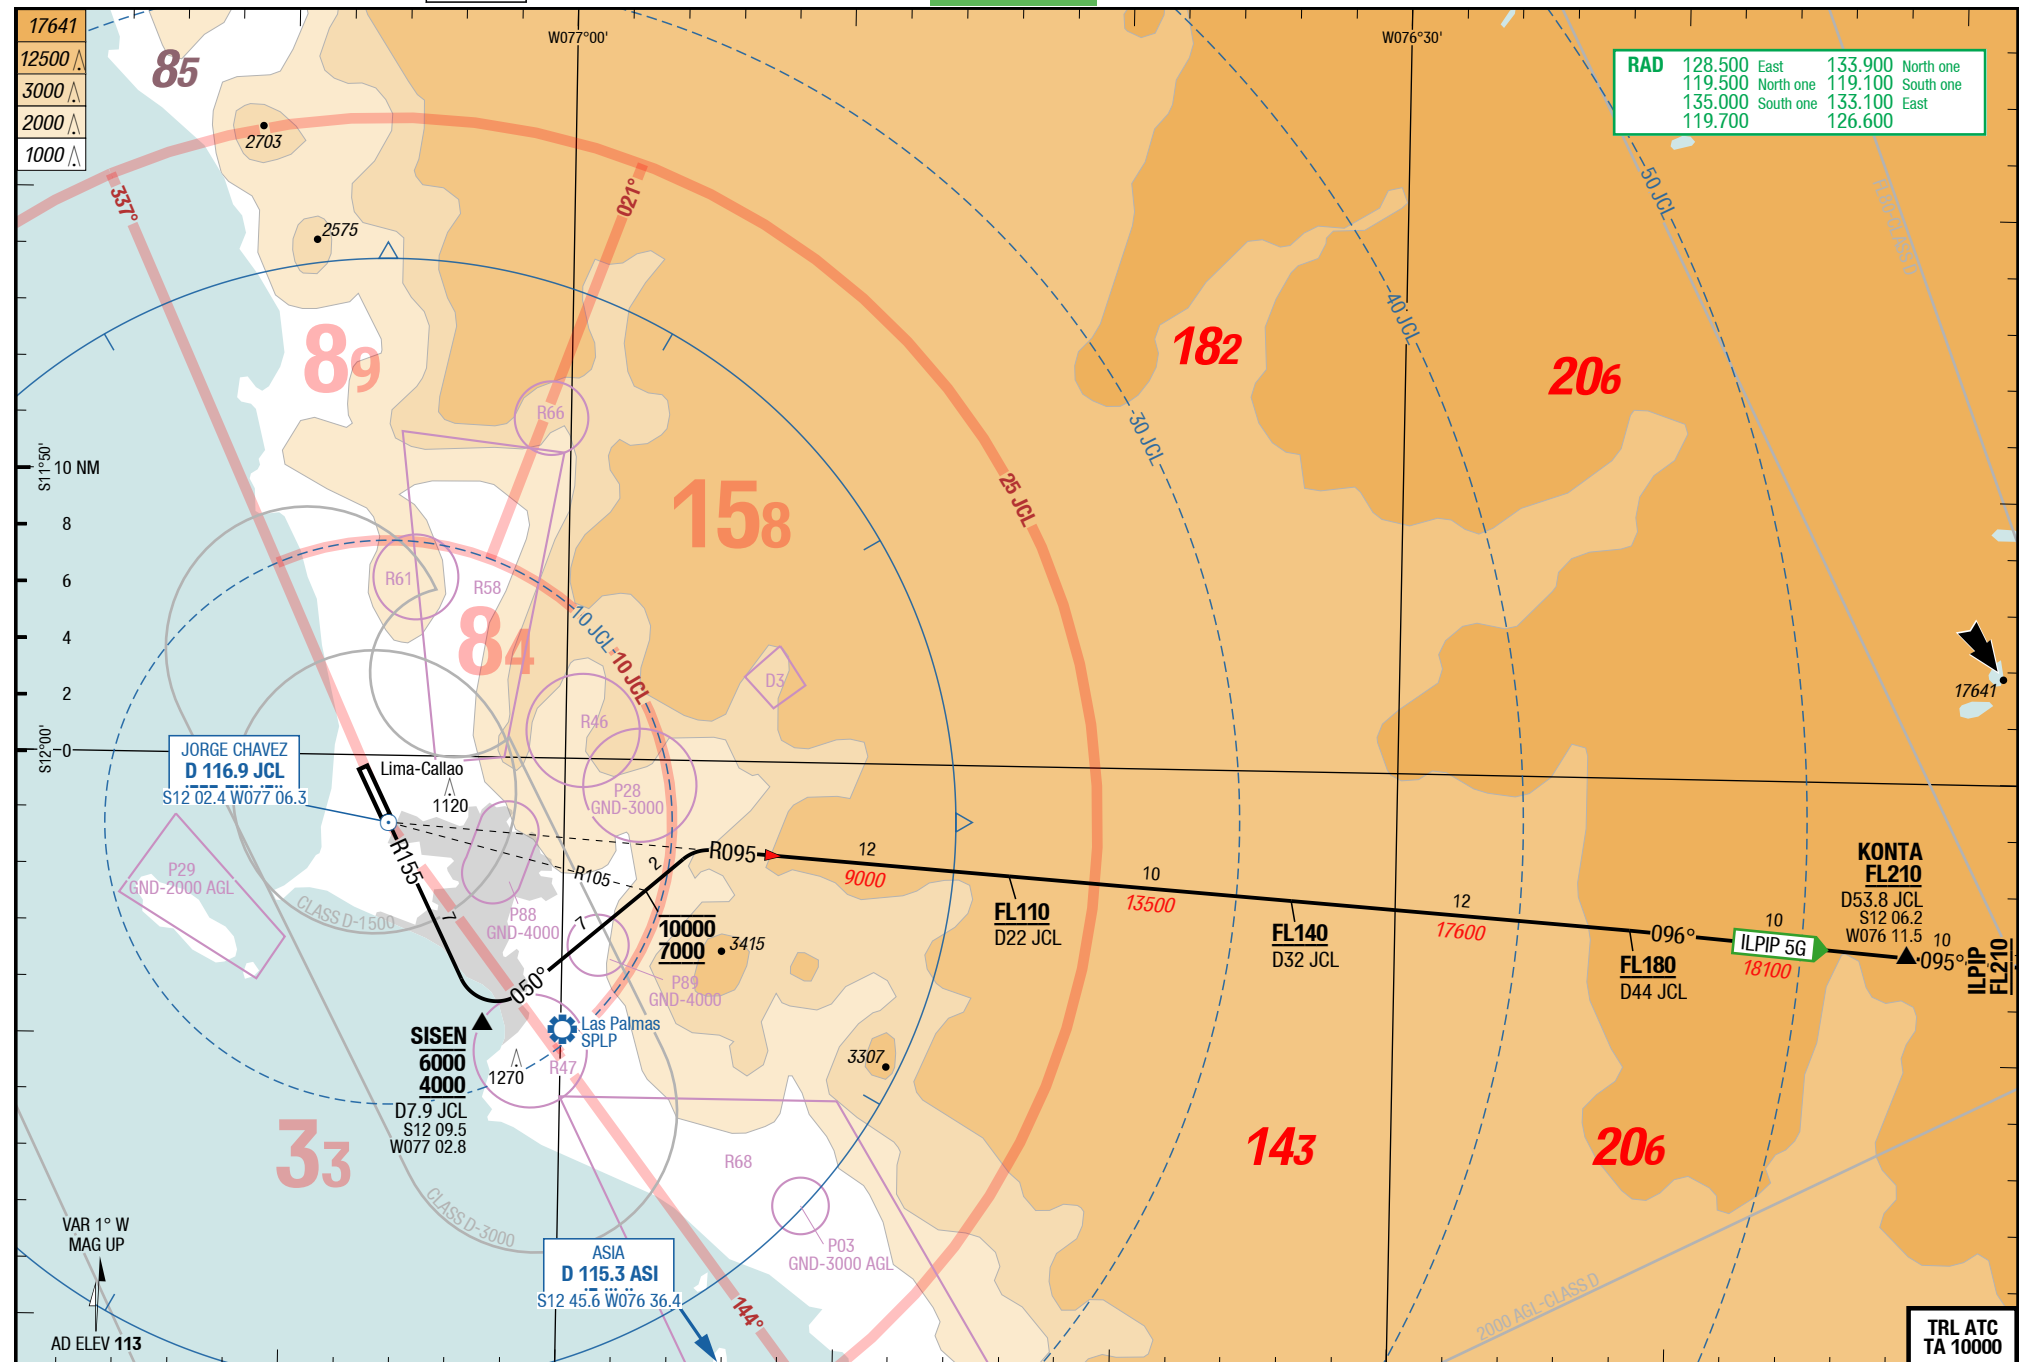 17641
12500
3000
2000
1000
85
W077°00'
W076°30'
RAD 128.500 East 133.900 North one
119.500 North one 119.100 South one
135.000 South one 133.100 East
119.700 126.600
2703
337°
021°
2575
FL80-CLASS D
50 JCL
40 JCL
30 JCL
25 JCL
89
182
206
R66
S11°50'
10 NM
8
6
4
2
0
S12°00'
158
R61
R58
84
10 JCL
10 JCL
D3
R46
17641
JORGE CHAVEZ
D 116.9 JCL
S12 02.4 W077 06.3
Lima-Callao
1120
P28
GND-3000
P29
GND-2000 AGL
R155
7
R105
2
R095
12
9000
10
13500
12
17600
096°
10
ILPIP 5G
18100
KONTA
FL210
D53.8 JCL
S12 06.2
W076 11.5
10
095°
ILPIP
FL210
FL110
D22 JCL
FL140
D32 JCL
FL180
D44 JCL
CLASS D-1500
P88
GND-4000
7
10000
7000
3415
P89
GND-4000
050°
SISEN
6000
4000
D7.9 JCL
S12 09.5
W077 02.8
Las Palmas
SPLP
R47
1270
3307
33
143
206
R68
P03
GND-3000 AGL
CLASS D-3000
VAR 1° W
MAG UP
AD ELEV 113
ASIA
D 115.3 ASI
S12 45.6 W076 36.4
144°
2000 AGL-CLASS D
TRL ATC
TA 10000